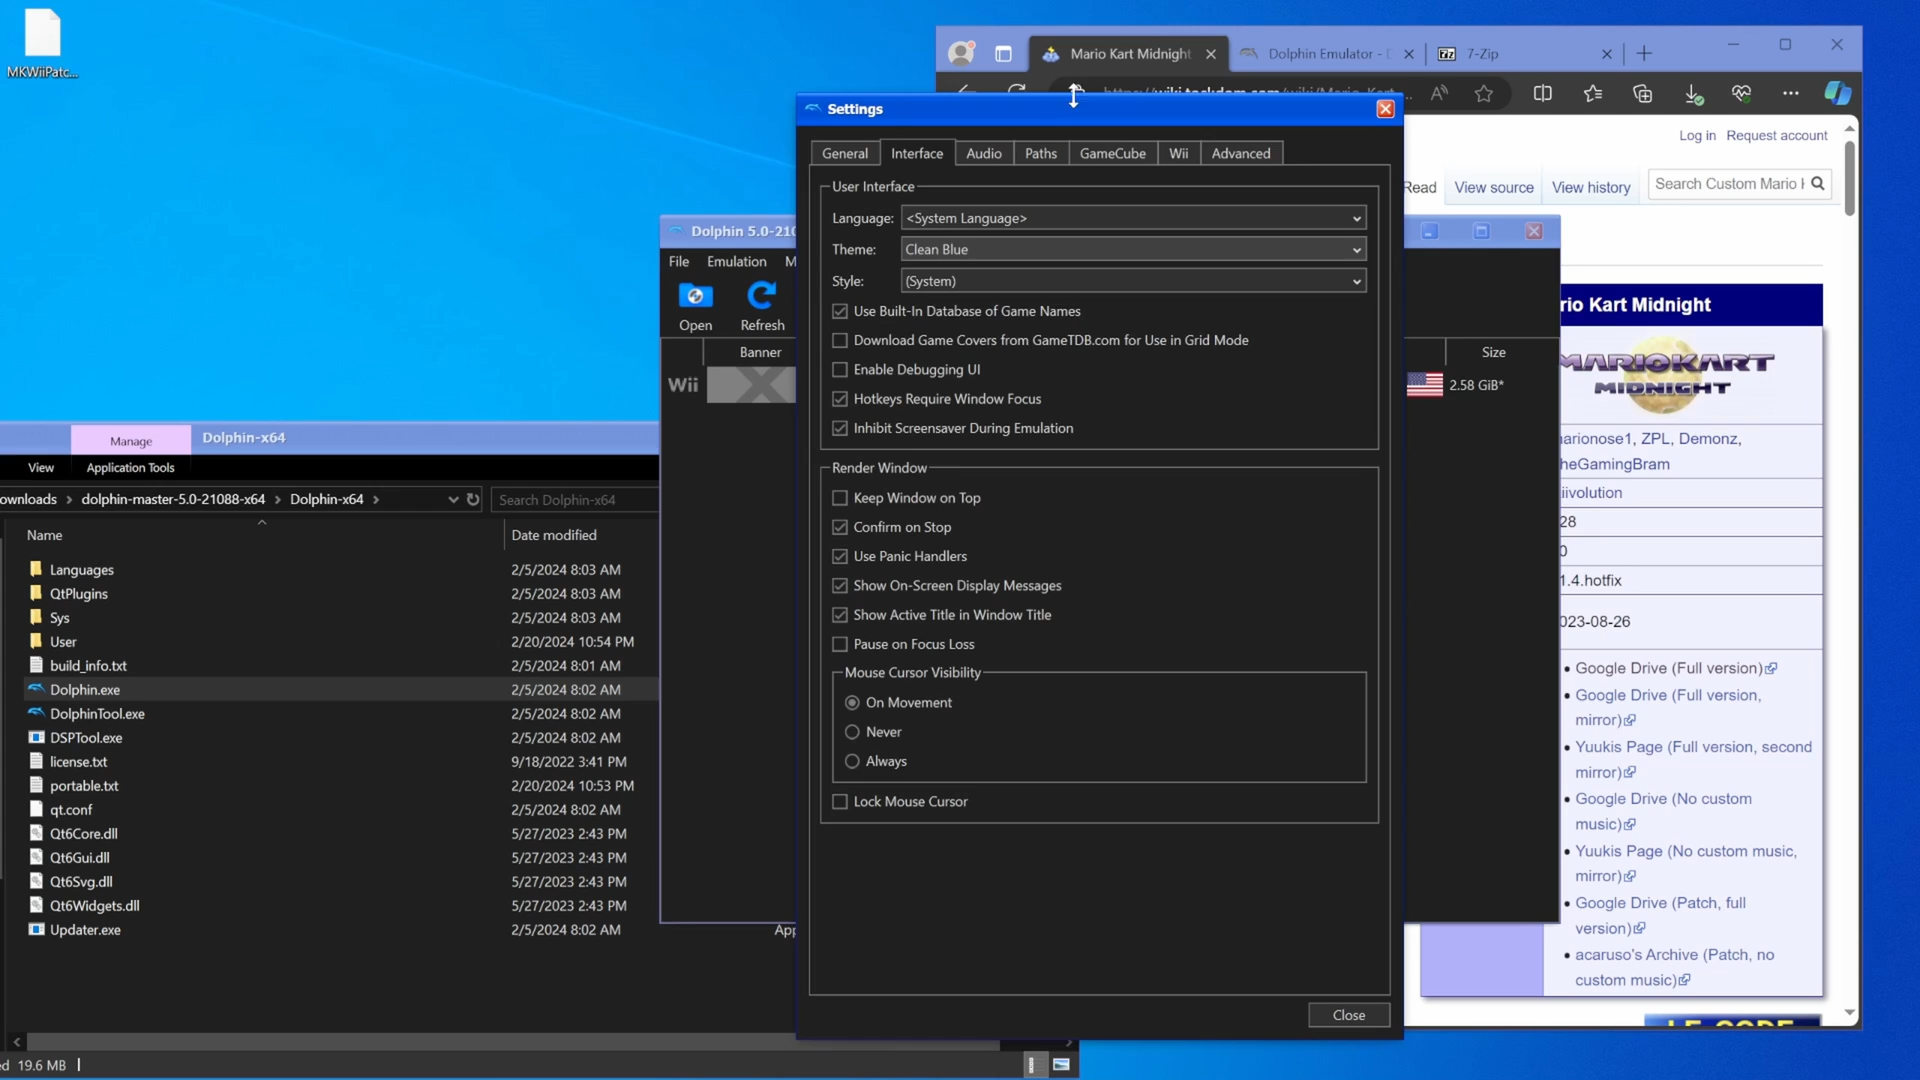 MKWiiPatc...
Mario Kart Midnight
Dolphin Emulator - D
7-Zip
Log in
Request account
Read
View source
View history
Search Custom Mario
Settings
General
Interface
Audio
Paths
GameCube
Wii
Advanced
User Interface
Language:
<System Language>
Theme:
Clean Blue
Style:
(System)
Use Built-In Database of Game Names
Download Game Covers from GameTDB.com for Use in Grid Mode
Enable Debugging UI
Hotkeys Require Window Focus
Inhibit Screensaver During Emulation
Render Window
Keep Window on Top
Confirm on Stop
Use Panic Handlers
Show On-Screen Display Messages
Show Active Title in Window Title
Pause on Focus Loss
Mouse Cursor Visibility
On Movement
Never
Always
Lock Mouse Cursor
Close
Dolphin 5.0-210
File
Emulation
M
Open
Refresh
Banner
Size
Wii
2.58 GiB*
App
Manage
Dolphin-x64
View
Application Tools
ownloads
dolphin-master-5.0-21088-x64
Dolphin-x64
Search Dolphin-x64
Name
Date modified
Languages 2/5/2024 8:03 AM
QtPlugins 2/5/2024 8:03 AM
Sys 2/5/2024 8:03 AM
User 2/20/2024 10:54 PM
build_info.txt 2/5/2024 8:01 AM
Dolphin.exe 2/5/2024 8:02 AM
DolphinTool.exe 2/5/2024 8:02 AM
DSPTool.exe 2/5/2024 8:02 AM
license.txt 9/18/2022 3:41 PM
portable.txt 2/20/2024 10:53 PM
qt.conf 2/5/2024 8:02 AM
Qt6Core.dll 5/27/2023 2:43 PM
Qt6Gui.dll 5/27/2023 2:43 PM
Qt6Svg.dll 5/27/2023 2:43 PM
Qt6Widgets.dll 5/27/2023 2:43 PM
Updater.exe 2/5/2024 8:02 AM
ed 19.6 MB
rio Kart Midnight
MARIOKART
MIDNIGHT
arionose1, ZPL, Demonz,
heGamingBram
iivolution
28
0
1.4.hotfix
023-08-26
Google Drive (Full version)
Google Drive (Full version,
mirror)
Yuukis Page (Full version, second
mirror)
Google Drive (No custom
music)
Yuukis Page (No custom music,
mirror)
Google Drive (Patch, full
version)
acaruso's Archive (Patch, no
custom music)